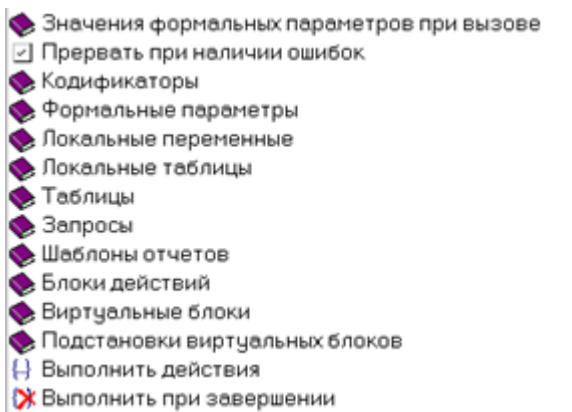 Значения формальных параметров при вызове
Прервать при наличии ошибок
Кодификаторы
Формальные параметры
Локальные переменные
Локальные таблицы
Таблицы
Запросы
Шаблоны отчетов
Блоки действий
Виртуальные блоки
Подстановки виртуальных блоков
Выполнить действия
Выполнить при завершении